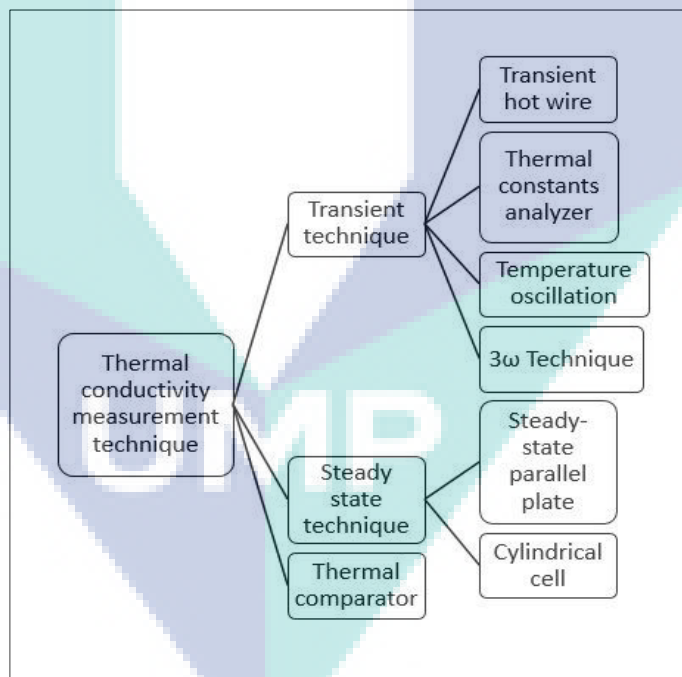 Transient
hot wire
Thermal
constants
analyzer
Transient
technique
Temperature
oscillation
3ω Technique
Thermal
conductivity
measurement
technique
Steady-
state
parallel
plate
Steady
state
technique
Cylindrical
cell
Thermal
comparator
UMP